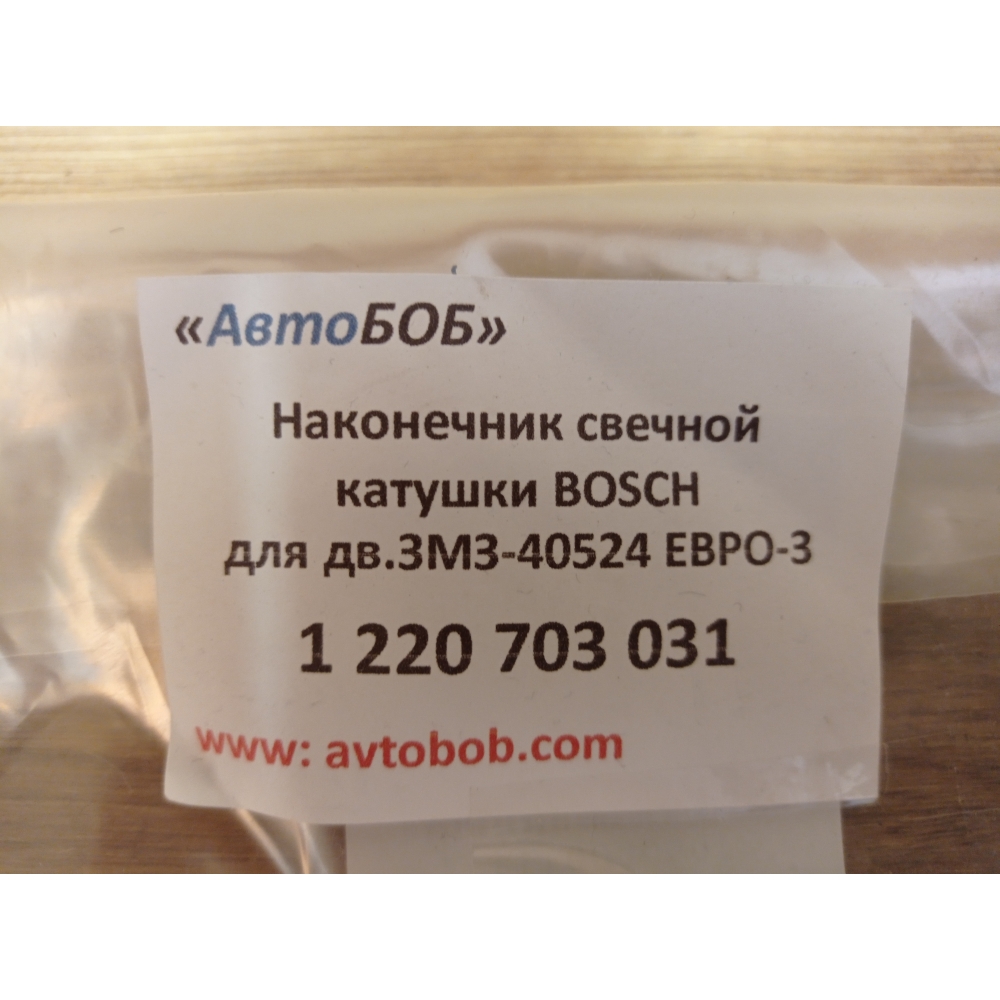 «АвтоБОБ»
Наконечник свечной
катушки BOSCH
для дв.ЗМЗ-40524 ЕВРО-3
1 220 703 031
www: avtobob.com